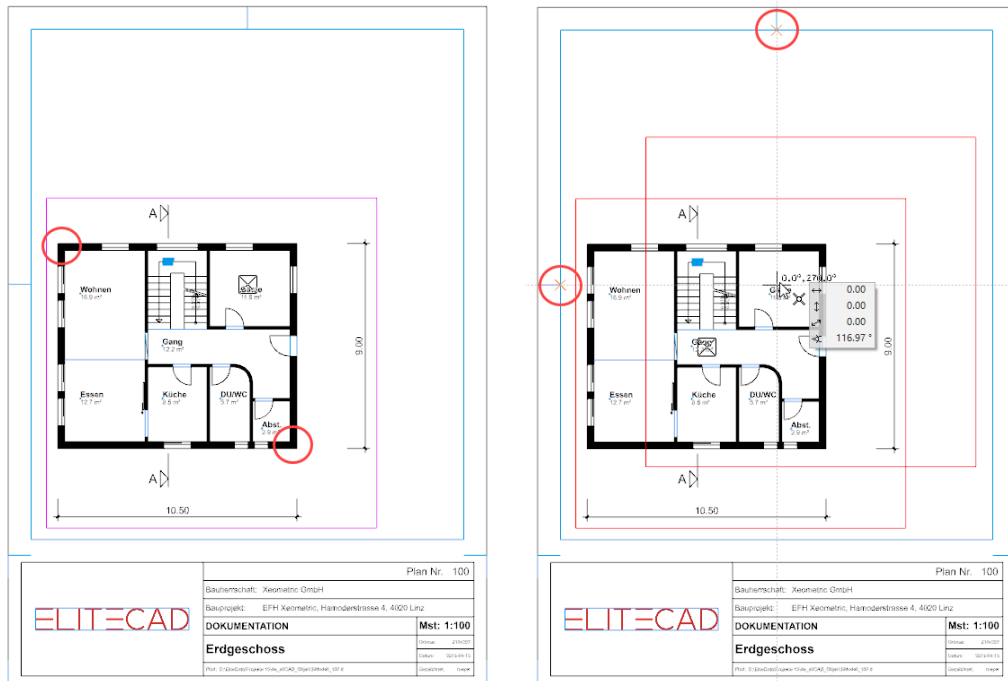 A
Wohnen
16.9 m²
11.8 m²
Gang
12.2 m²
9.00
Essen
12.7 m²
Küche
8.5 m²
DU/WC
5.7 m²
Abst.
2.9 m²
A
10.50
Plan Nr. 100
Bauherrschaft: Xeometric GmbH
Bauprojekt: EFH Xeometric, Hamoderstrasse 4, 4020 Linz
ELITECAD
DOKUMENTATION Mst: 1:100
Erdgeschoss
A
Wohnen
16.9 m²
0.00
0.00
0.00
116.97 °
9.00
Essen
12.7 m²
Küche
8.5 m²
DU/WC
5.7 m²
Abst.
2.9 m²
A
10.50
Plan Nr. 100
Bauherrschaft: Xeometric GmbH
Bauprojekt: EFH Xeometric, Hamoderstrasse 4, 4020 Linz
ELITECAD
DOKUMENTATION Mst: 1:100
Erdgeschoss